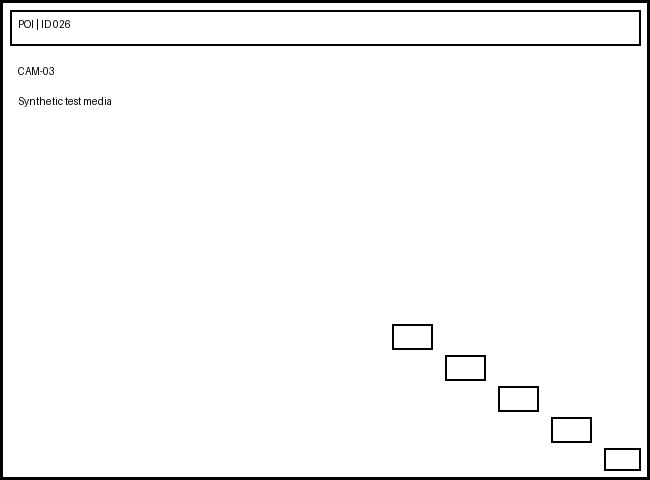 POI | ID 026
CAM-03
Synthetic test media